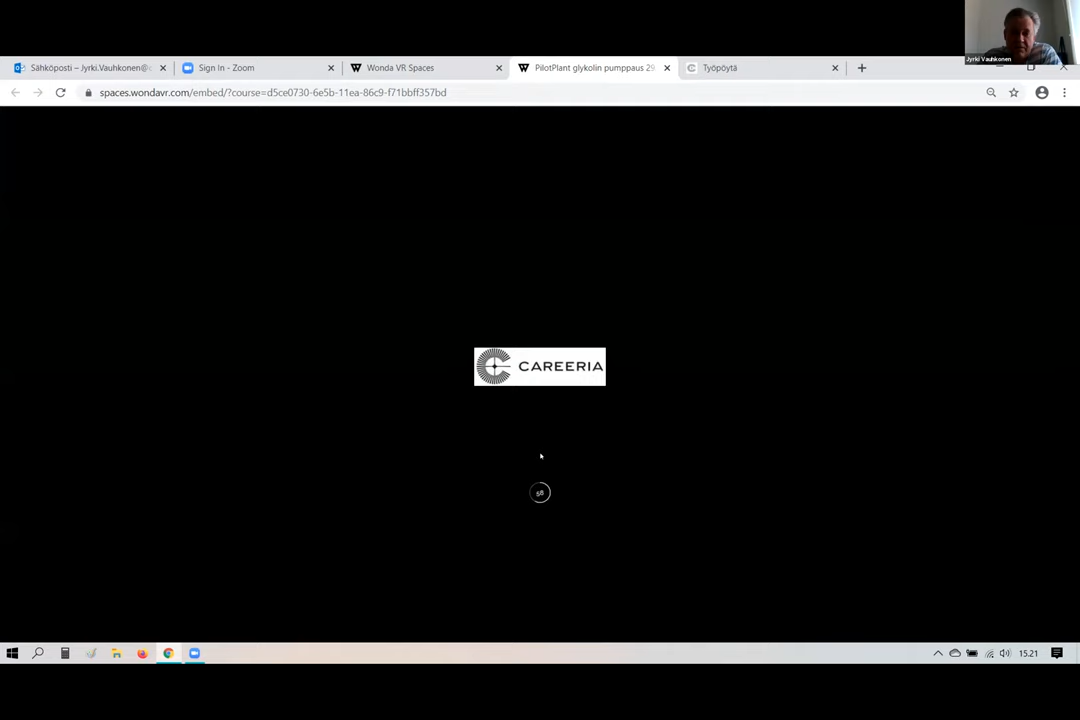 Jyrki Vauhkonen
Sähköposti – Jyrki.Vauhkonen@c
Sign In - Zoom
Wonda VR Spaces
PilotPlant glykolin pumppaus 29.
Työpöytä
spaces.wondavr.com/embed/?course=d5ce0730-6e5b-11ea-86c9-f71bbff357bd
CAREERIA
58
15.21